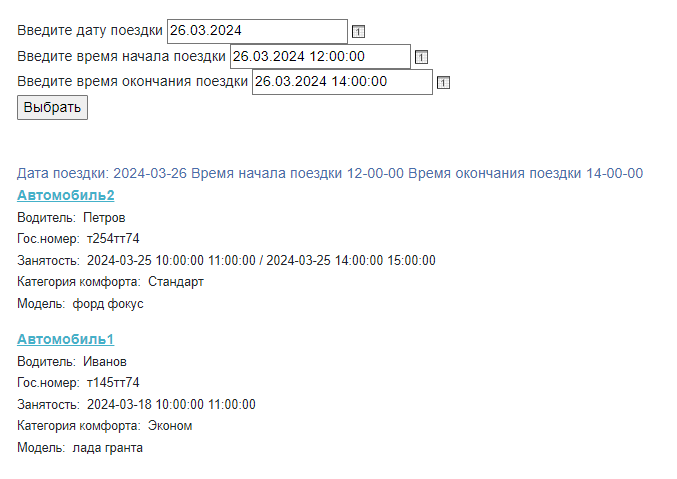 Введите дату поездки 26.03.2024
Введите время начала поездки 26.03.2024 12:00:00
Введите время окончания поездки 26.03.2024 14:00:00
Выбрать
Дата поездки: 2024-03-26 Время начала поездки 12-00-00 Время окончания поездки 14-00-00
Автомобиль2
Водитель: Петров
Гос.номер: т254тт74
Занятость: 2024-03-25 10:00:00 11:00:00 / 2024-03-25 14:00:00 15:00:00
Категория комфорта: Стандарт
Модель: форд фокус
Автомобиль1
Водитель: Иванов
Гос.номер: т145тт74
Занятость: 2024-03-18 10:00:00 11:00:00
Категория комфорта: Эконом
Модель: лада гранта